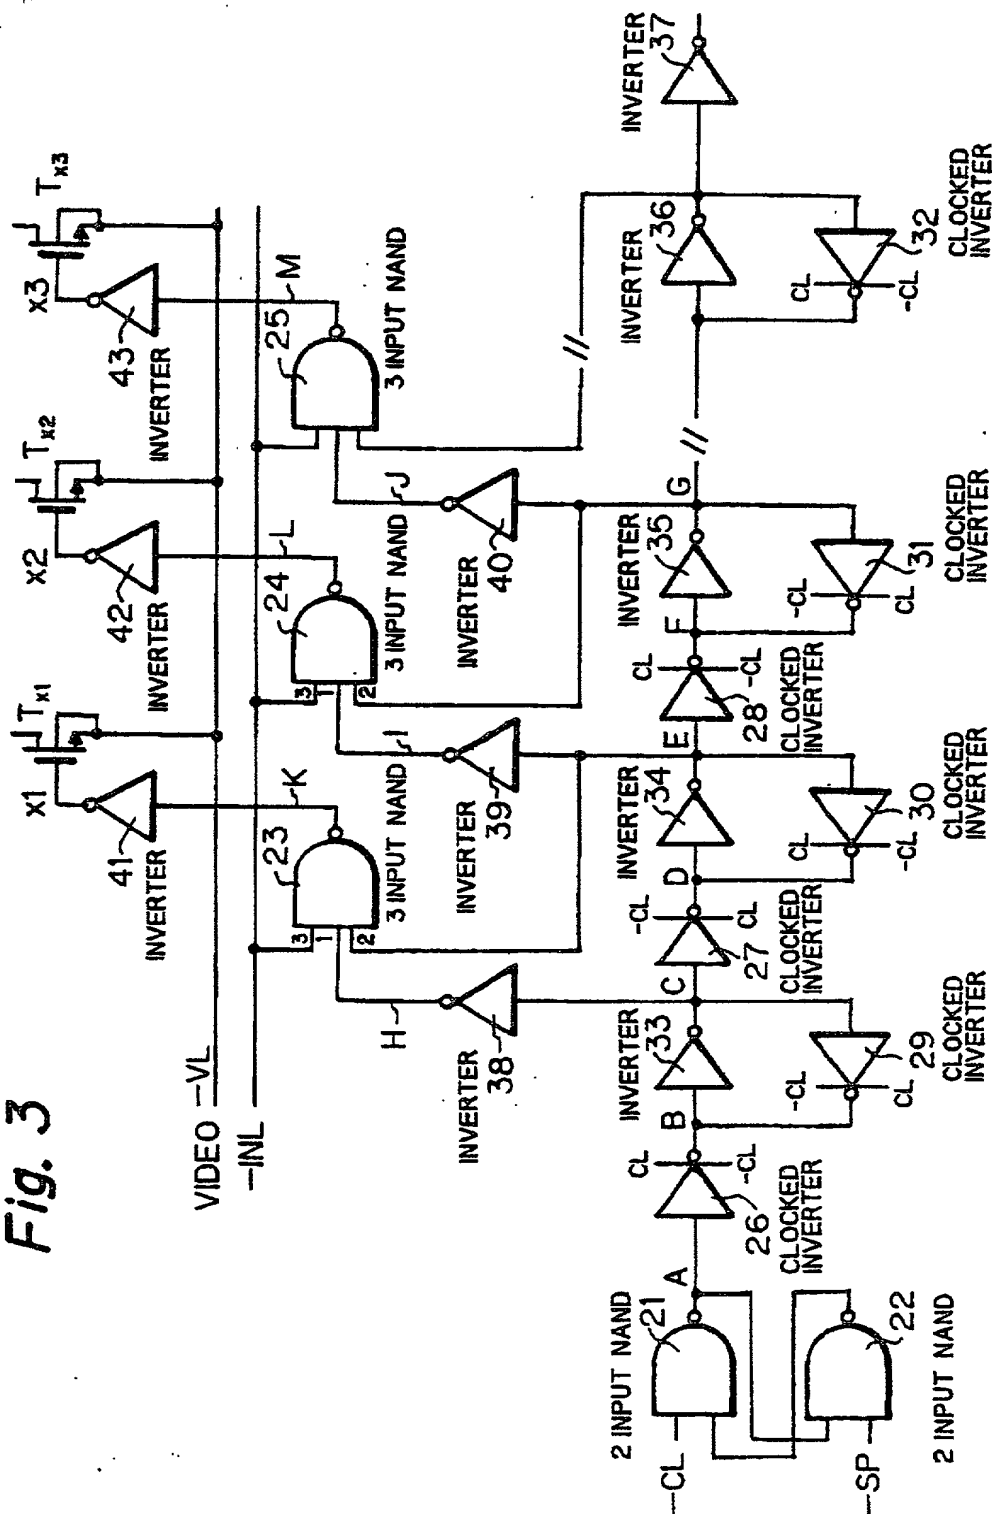 Fig. 3
VIDEO
-VL
-INL
X1
Tx1
X2
Tx2
X3
Tx3
41
INVERTER
42
INVERTER
43
INVERTER
K
L
M
23
3 INPUT NAND
3
1
2
24
3 INPUT NAND
3
1
2
25
3 INPUT NAND
H
I
J
INVERTER
38
INVERTER
39
INVERTER
40
2 INPUT NAND
21
-CL
A
22
-SP
2 INPUT NAND
CL
-CL
26
CLOCKED
INVERTER
B
INVERTER
33
C
-CL
CL
29
CLOCKED
INVERTER
-CL
CL
27
CLOCKED
INVERTER
D
INVERTER
34
E
CL
-CL
30
CLOCKED
INVERTER
CL
-CL
28
CLOCKED
INVERTER
F
INVERTER
35
G
-CL
CL
31
CLOCKED
INVERTER
INVERTER
36
CL
-CL
32
CLOCKED
INVERTER
INVERTER
37